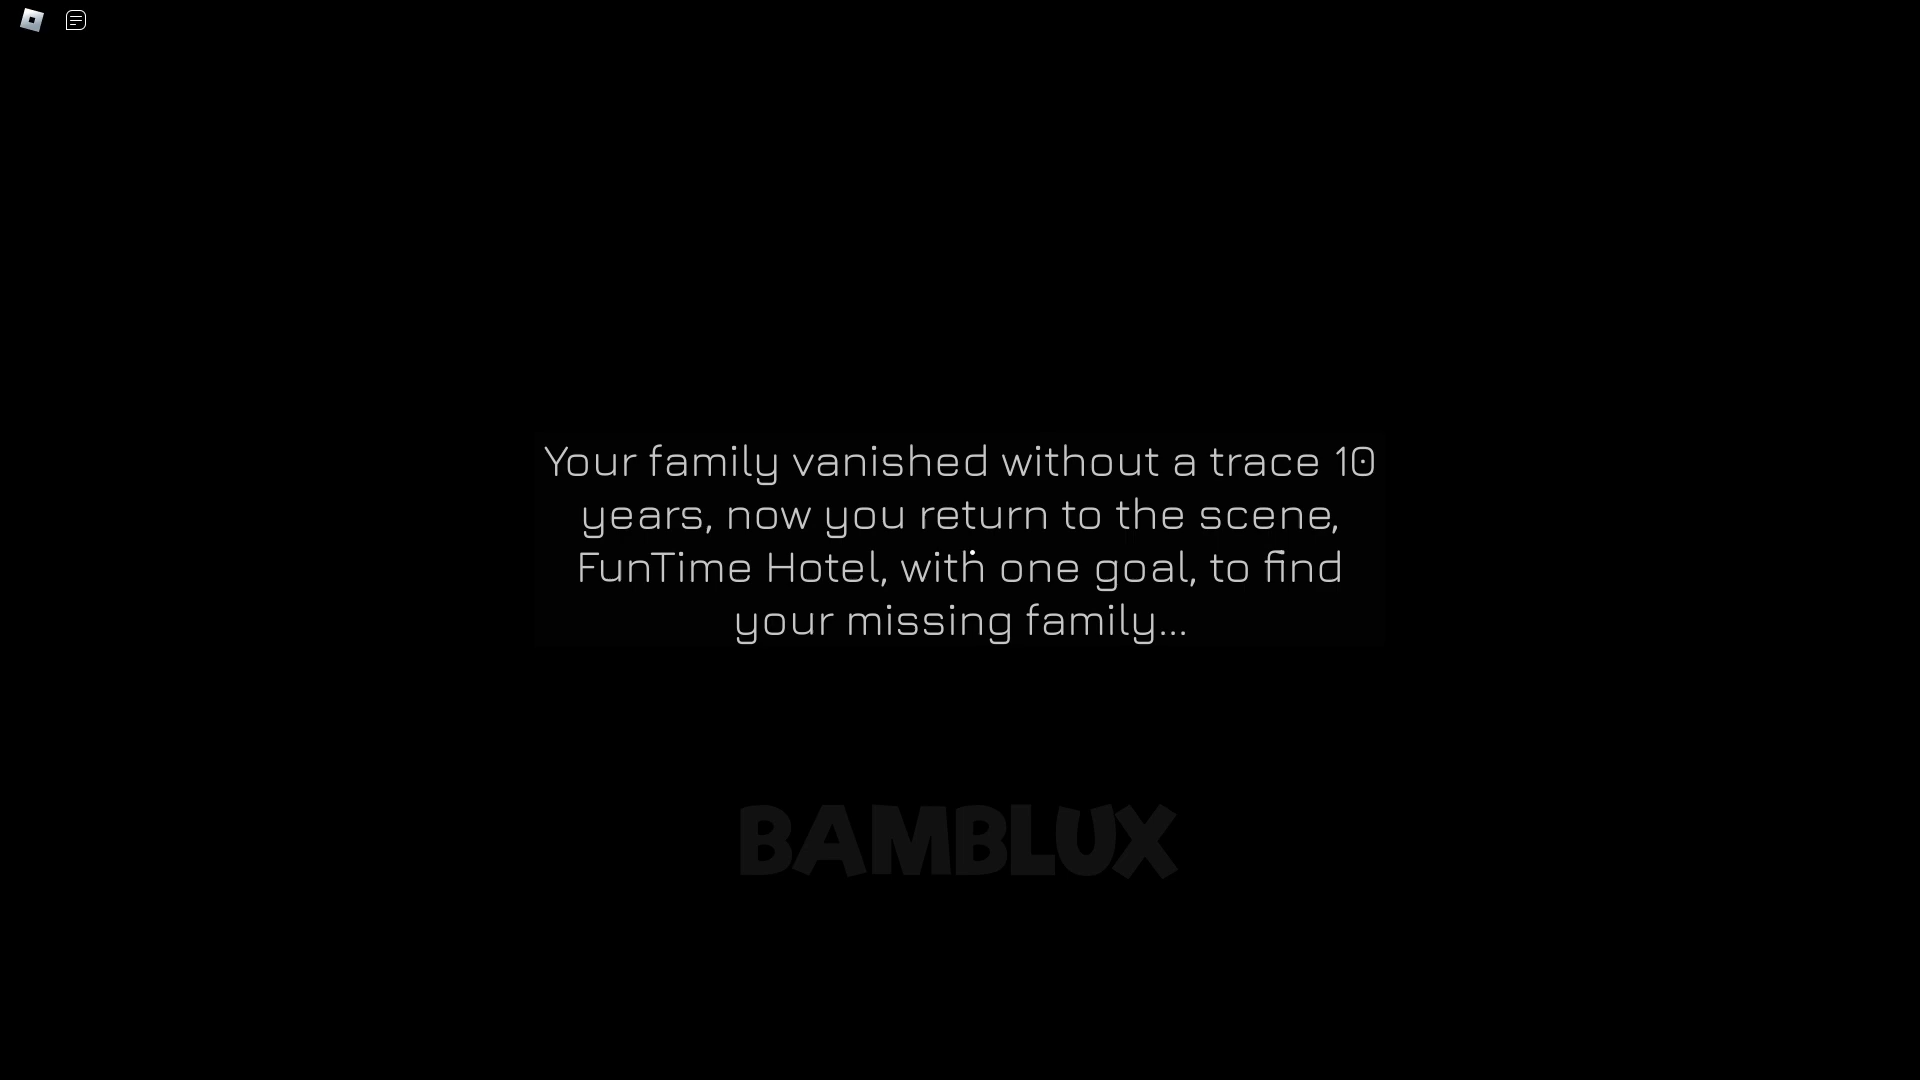 Your family vanished without a trace 10
years, now you return to the scene,
FunTime Hotel, with one goal, to find
your missing family...
BAMBLUX